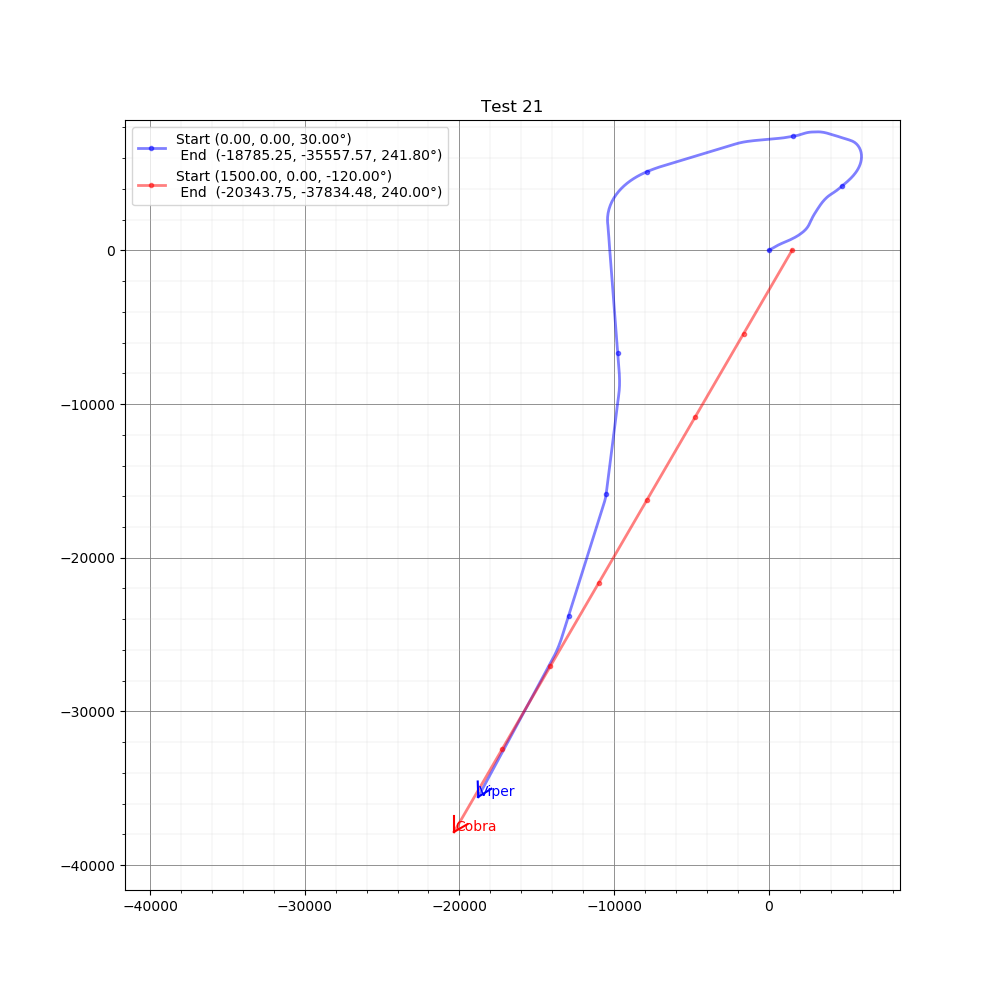 Test 21
Start (0.00, 0.00, 30.00°)
End (-18785.25, -35557.57, 241.80°)
Start (1500.00, 0.00, -120.00°)
End (-20343.75, -37834.48, 240.00°)
0
−10000
−20000
−30000
−40000
Viper
Cobra
−40000 −30000 −20000 −10000 0